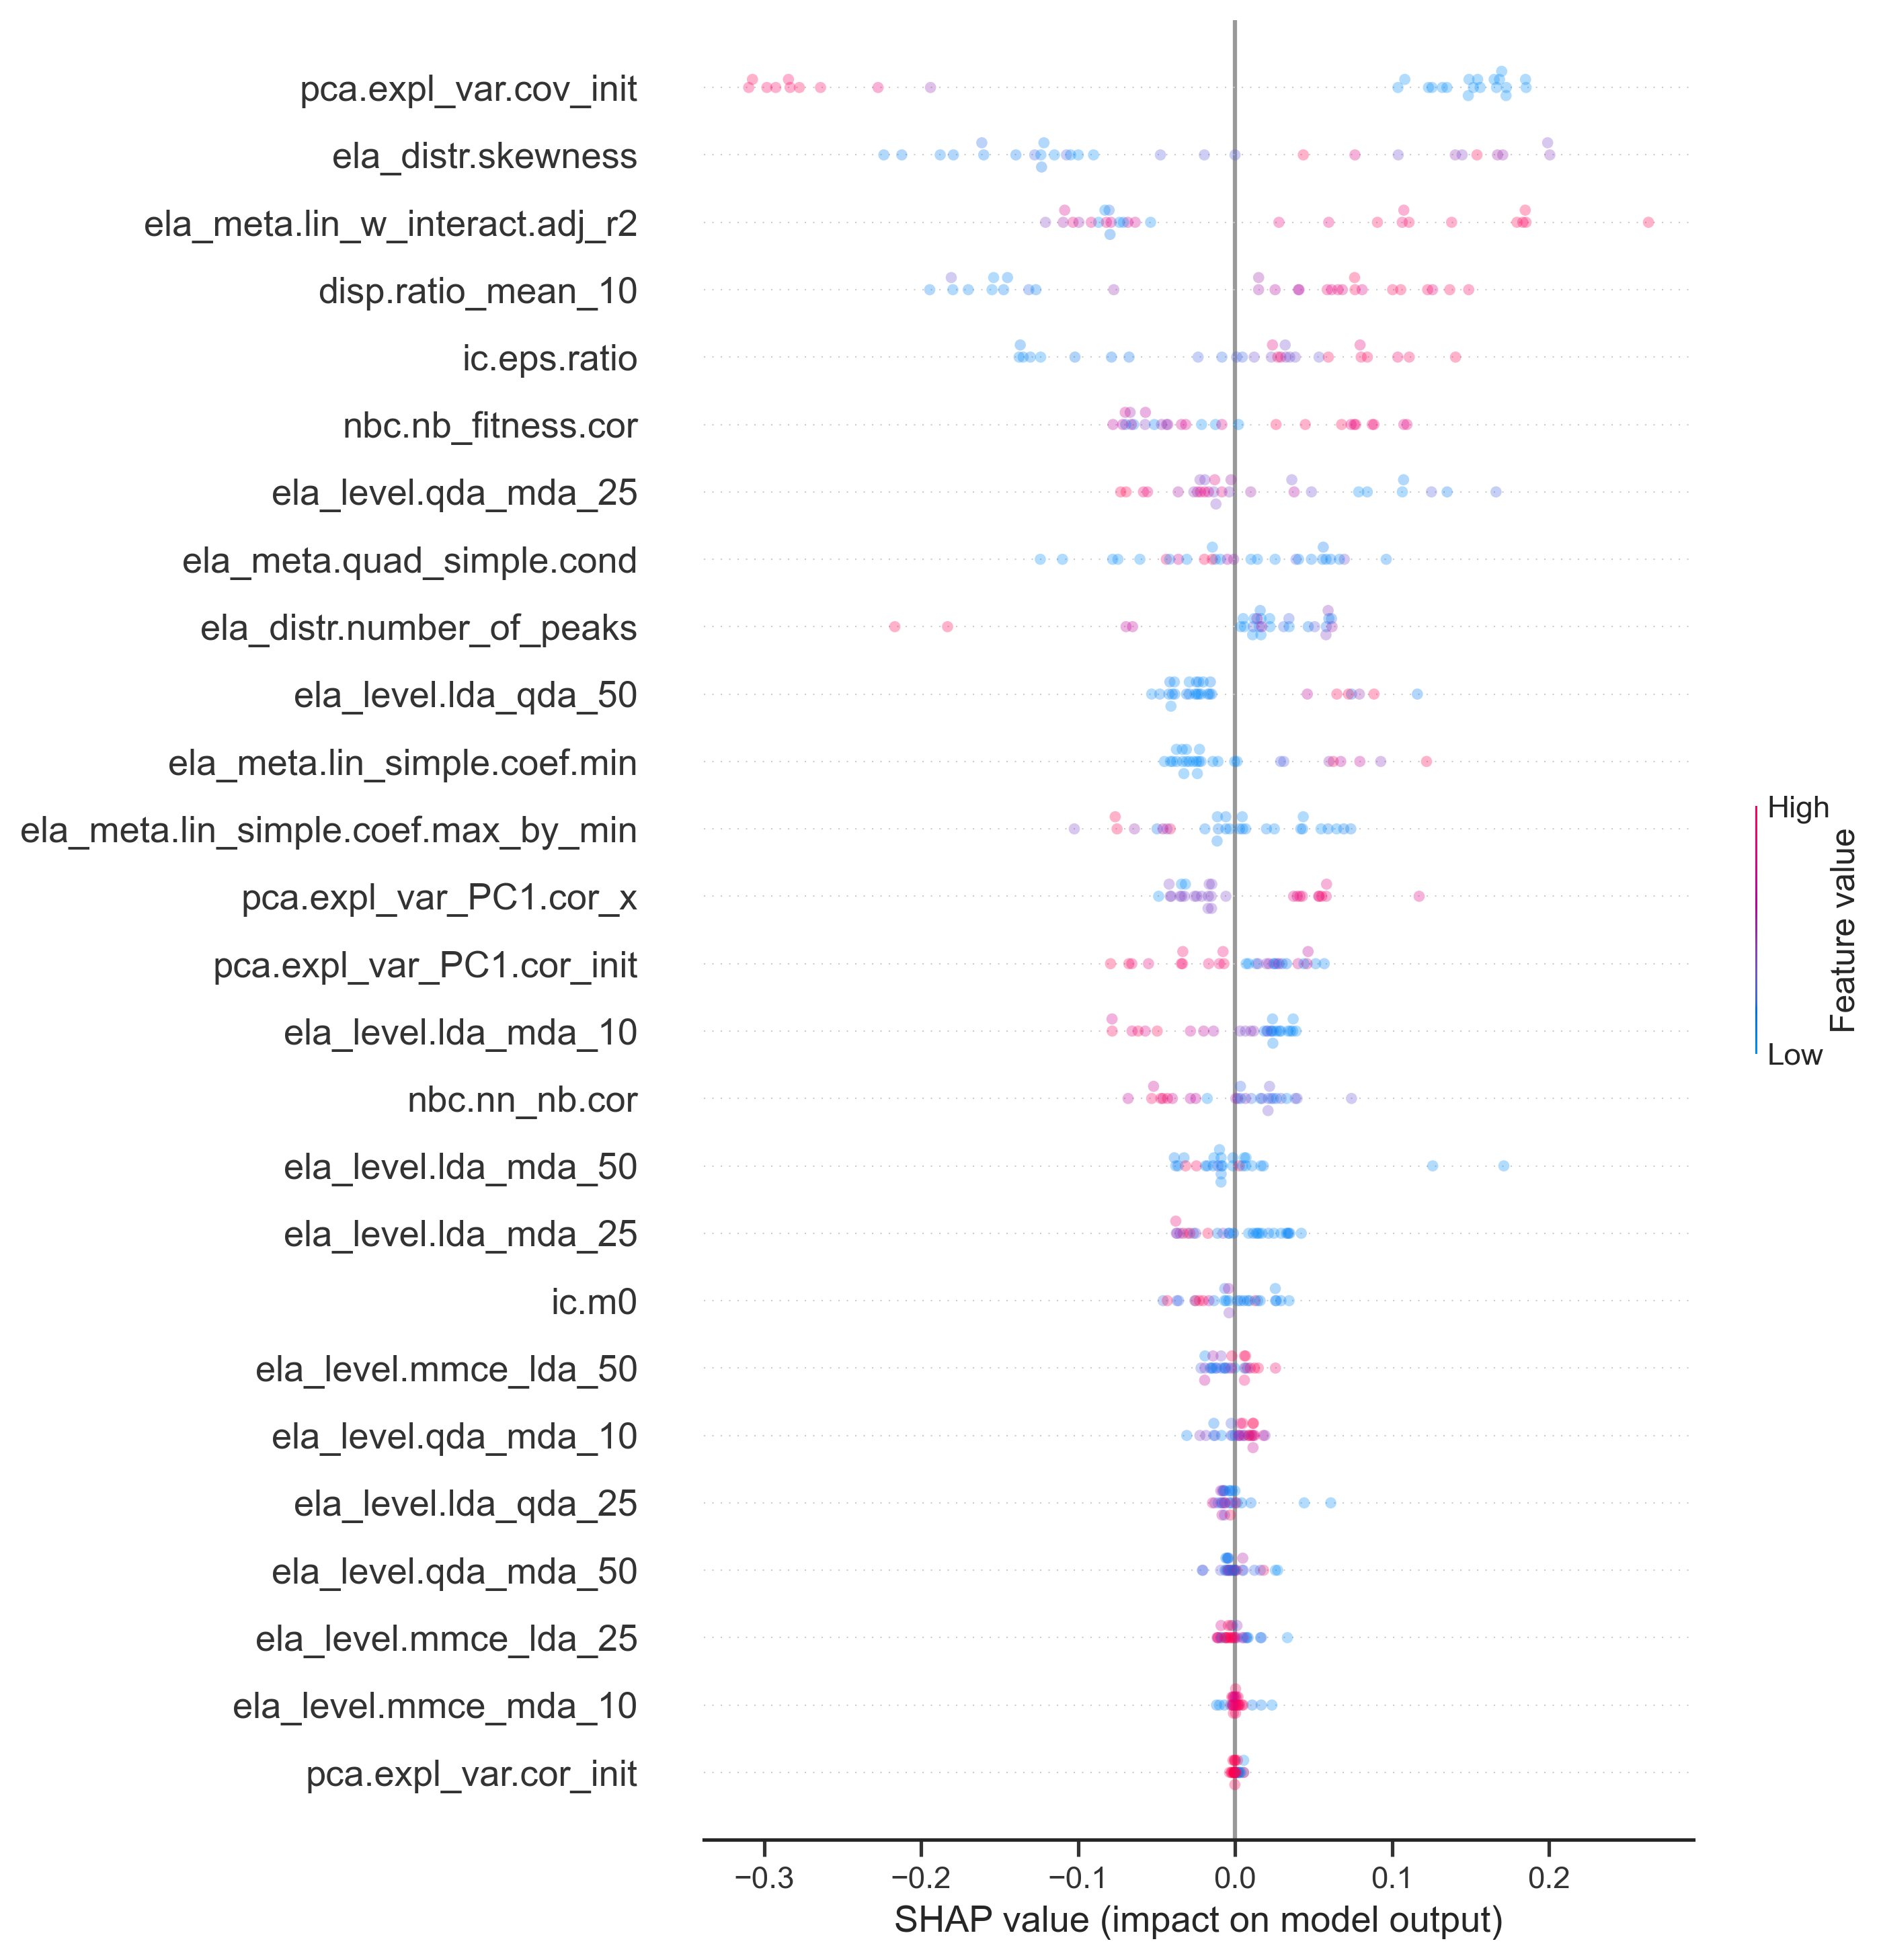 pca.expl_var.cov_init
ela_distr.skewness
ela_meta.lin_w_interact.adj_r2
disp.ratio_mean_10
ic.eps.ratio
nbc.nb_fitness.cor
ela_level.qda_mda_25
ela_meta.quad_simple.cond
ela_distr.number_of_peaks
ela_level.lda_qda_50
ela_meta.lin_simple.coef.min
ela_meta.lin_simple.coef.max_by_min
pca.expl_var_PC1.cor_x
pca.expl_var_PC1.cor_init
ela_level.lda_mda_10
nbc.nn_nb.cor
ela_level.lda_mda_50
ela_level.lda_mda_25
ic.m0
ela_level.mmce_lda_50
ela_level.qda_mda_10
ela_level.lda_qda_25
ela_level.qda_mda_50
ela_level.mmce_lda_25
ela_level.mmce_mda_10
pca.expl_var.cor_init
−0.3 −0.2 −0.1 0.0 0.1 0.2
SHAP value (impact on model output)
High
Feature value
Low